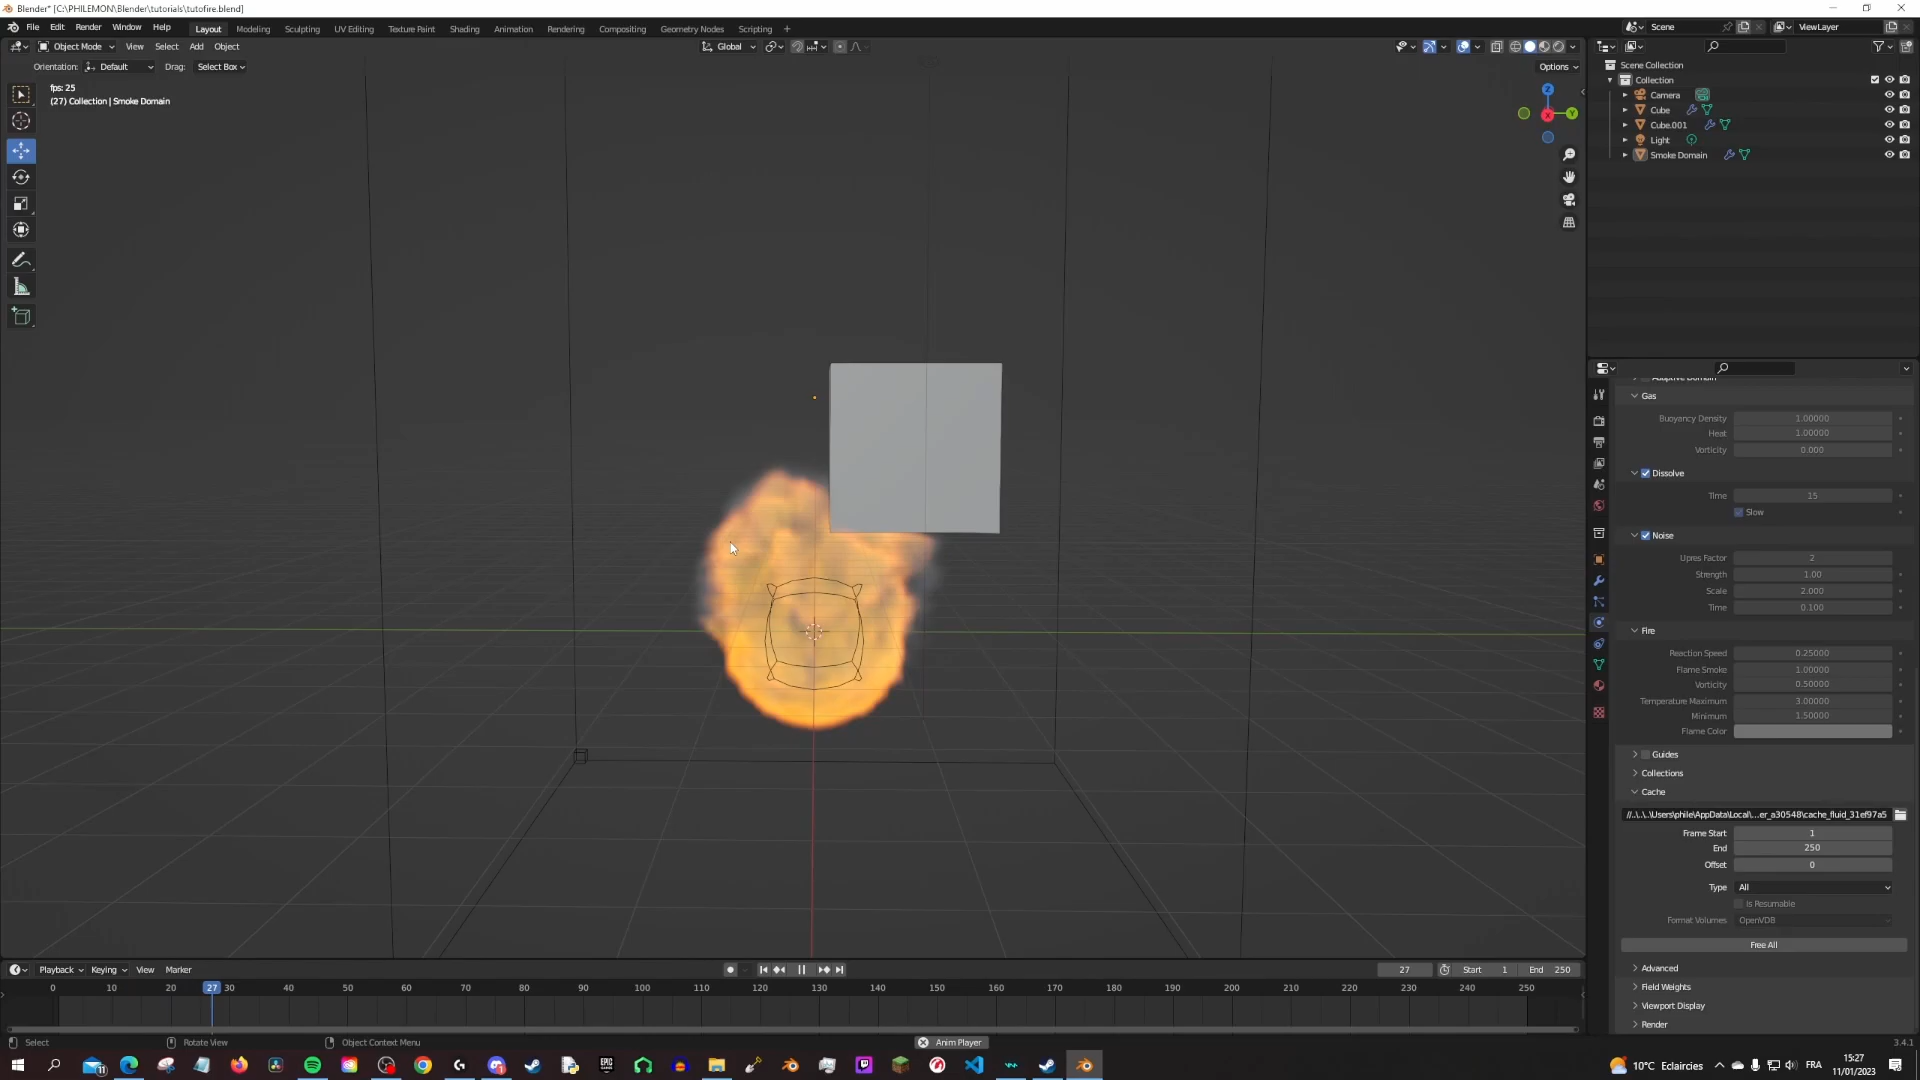 Blender* [C:\PHILEMON\Blender\tutorials\tutofire.blend]
File Edit Render Window Help
Layout Modeling Sculpting UV Editing Texture Paint Shading Animation Rendering Compositing Geometry Nodes Scripting +
Scene
ViewLayer
Object Mode View Select Add Object
Global
Orientation: Default Drag: Select Box
Options
fps: 25
(27) Collection | Smoke Domain
Z
X
Y
Scene Collection
Collection
Camera
Cube
Cube.001
Light
Smoke Domain
Gas
Buoyancy Density 1.00000
Heat 1.00000
Vorticity 0.000
Dissolve
Time 15
Slow
Noise
Upres Factor 2
Strength 1.00
Scale 2.000
Time 0.100
Fire
Reaction Speed 0.25000
Flame Smoke 1.00000
Vorticity 0.50000
Temperature Maximum 3.00000
Minimum 1.50000
Flame Color
Guides
Collections
Cache
//..\..\..\Users\phile\AppData\Local\...er_a30548\cache_fluid_31ef97a5
Frame Start 1
End 250
Offset 0
Type All
Is Resumable
Format Volumes OpenVDB
Free All
Advanced
Field Weights
Viewport Display
Render
Playback Keying View Marker
27 Start 1 End 250
0 10 20 27 30 40 50 60 70 80 90 100 110 120 130 140 150 160 170 180 190 200 210 220 230 240 250
Select Rotate View Object Context Menu Anim Player 3.4.1
11
10°C Eclaircies
FRA
15:27
11/01/2023